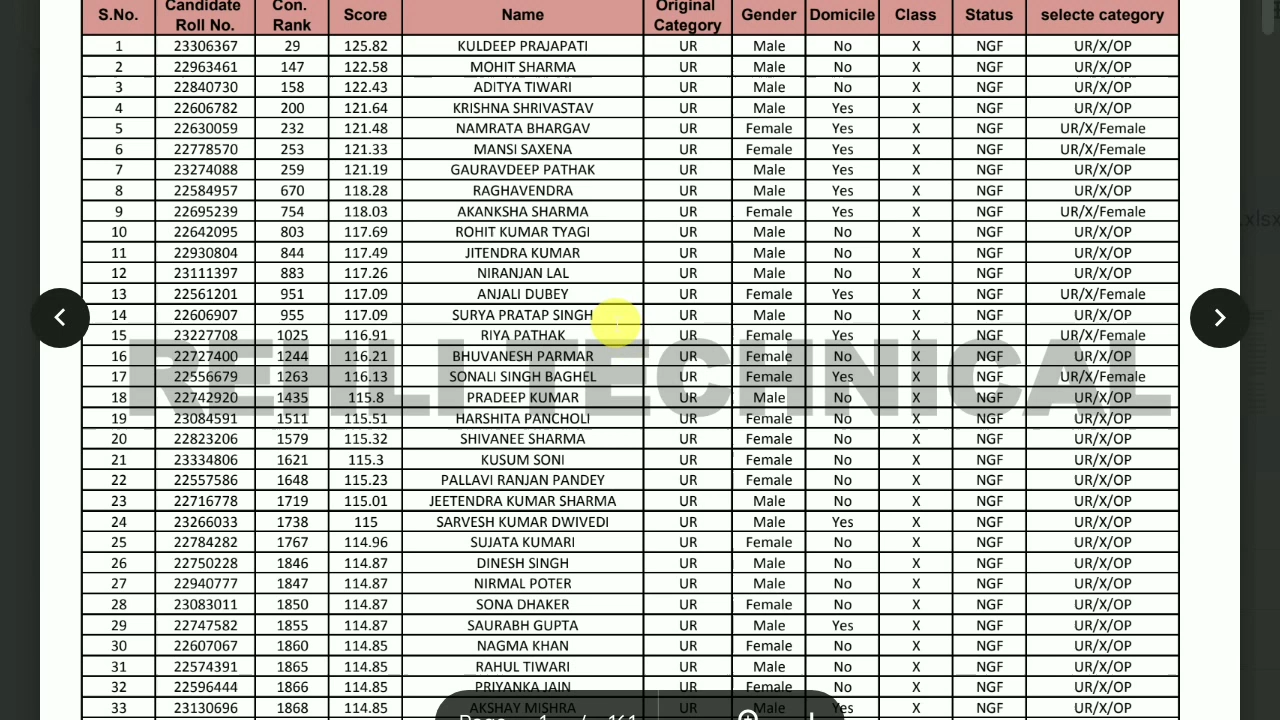 S.No. Candidate Roll No. Con. Rank Score Name Original Category Gender Domicile Class Status selecte category
1 23306367 29 125.82 KULDEEP PRAJAPATI UR Male No X NGF UR/X/OP
2 22963461 147 122.58 MOHIT SHARMA UR Male No X NGF UR/X/OP
3 22840730 158 122.43 ADITYA TIWARI UR Male No X NGF UR/X/OP
4 22606782 200 121.64 KRISHNA SHRIVASTAV UR Male Yes X NGF UR/X/OP
5 22630059 232 121.48 NAMRATA BHARGAV UR Female Yes X NGF UR/X/Female
6 22778570 253 121.33 MANSI SAXENA UR Female Yes X NGF UR/X/Female
7 23274088 259 121.19 GAURAVDEEP PATHAK UR Male Yes X NGF UR/X/OP
8 22584957 670 118.28 RAGHAVENDRA UR Male Yes X NGF UR/X/OP
9 22695239 754 118.03 AKANKSHA SHARMA UR Female Yes X NGF UR/X/Female
10 22642095 803 117.69 ROHIT KUMAR TYAGI UR Male No X NGF UR/X/OP
11 22930804 844 117.49 JITENDRA KUMAR UR Male No X NGF UR/X/OP
12 23111397 883 117.26 NIRANJAN LAL UR Male No X NGF UR/X/OP
13 22561201 951 117.09 ANJALI DUBEY UR Female Yes X NGF UR/X/Female
14 22606907 955 117.09 SURYA PRATAP SINGH UR Male No X NGF UR/X/OP
15 23227708 1025 116.91 RIYA PATHAK UR Female Yes X NGF UR/X/Female
16 22727400 1244 116.21 BHUVANESH PARMAR UR Female No X NGF UR/X/OP
17 22556679 1263 116.13 SONALI SINGH BAGHEL UR Female Yes X NGF UR/X/Female
REHLI TECHNICAL
18 22742920 1435 115.8 PRADEEP KUMAR UR Male No X NGF UR/X/OP
19 23084591 1511 115.51 HARSHITA PANCHOLI UR Female No X NGF UR/X/OP
20 22823206 1579 115.32 SHIVANEE SHARMA UR Female No X NGF UR/X/OP
21 23334806 1621 115.3 KUSUM SONI UR Female No X NGF UR/X/OP
22 22557586 1648 115.23 PALLAVI RANJAN PANDEY UR Female No X NGF UR/X/OP
23 22716778 1719 115.01 JEETENDRA KUMAR SHARMA UR Male No X NGF UR/X/OP
24 23266033 1738 115 SARVESH KUMAR DWIVEDI UR Male Yes X NGF UR/X/OP
25 22784282 1767 114.96 SUJATA KUMARI UR Female No X NGF UR/X/OP
26 22750228 1846 114.87 DINESH SINGH UR Male No X NGF UR/X/OP
27 22940777 1847 114.87 NIRMAL POTER UR Male No X NGF UR/X/OP
28 23083011 1850 114.87 SONA DHAKER UR Female No X NGF UR/X/OP
29 22747582 1855 114.87 SAURABH GUPTA UR Male Yes X NGF UR/X/OP
30 22607067 1860 114.85 NAGMA KHAN UR Female No X NGF UR/X/OP
31 22574391 1865 114.85 RAHUL TIWARI UR Male No X NGF UR/X/OP
32 22596444 1866 114.85 PRIYANKA JAIN UR Female No X NGF UR/X/OP
33 23130696 1868 114.85 AKSHAY MISHRA UR Male Yes X NGF UR/X/OP
Page 1 / 161
.xlsx